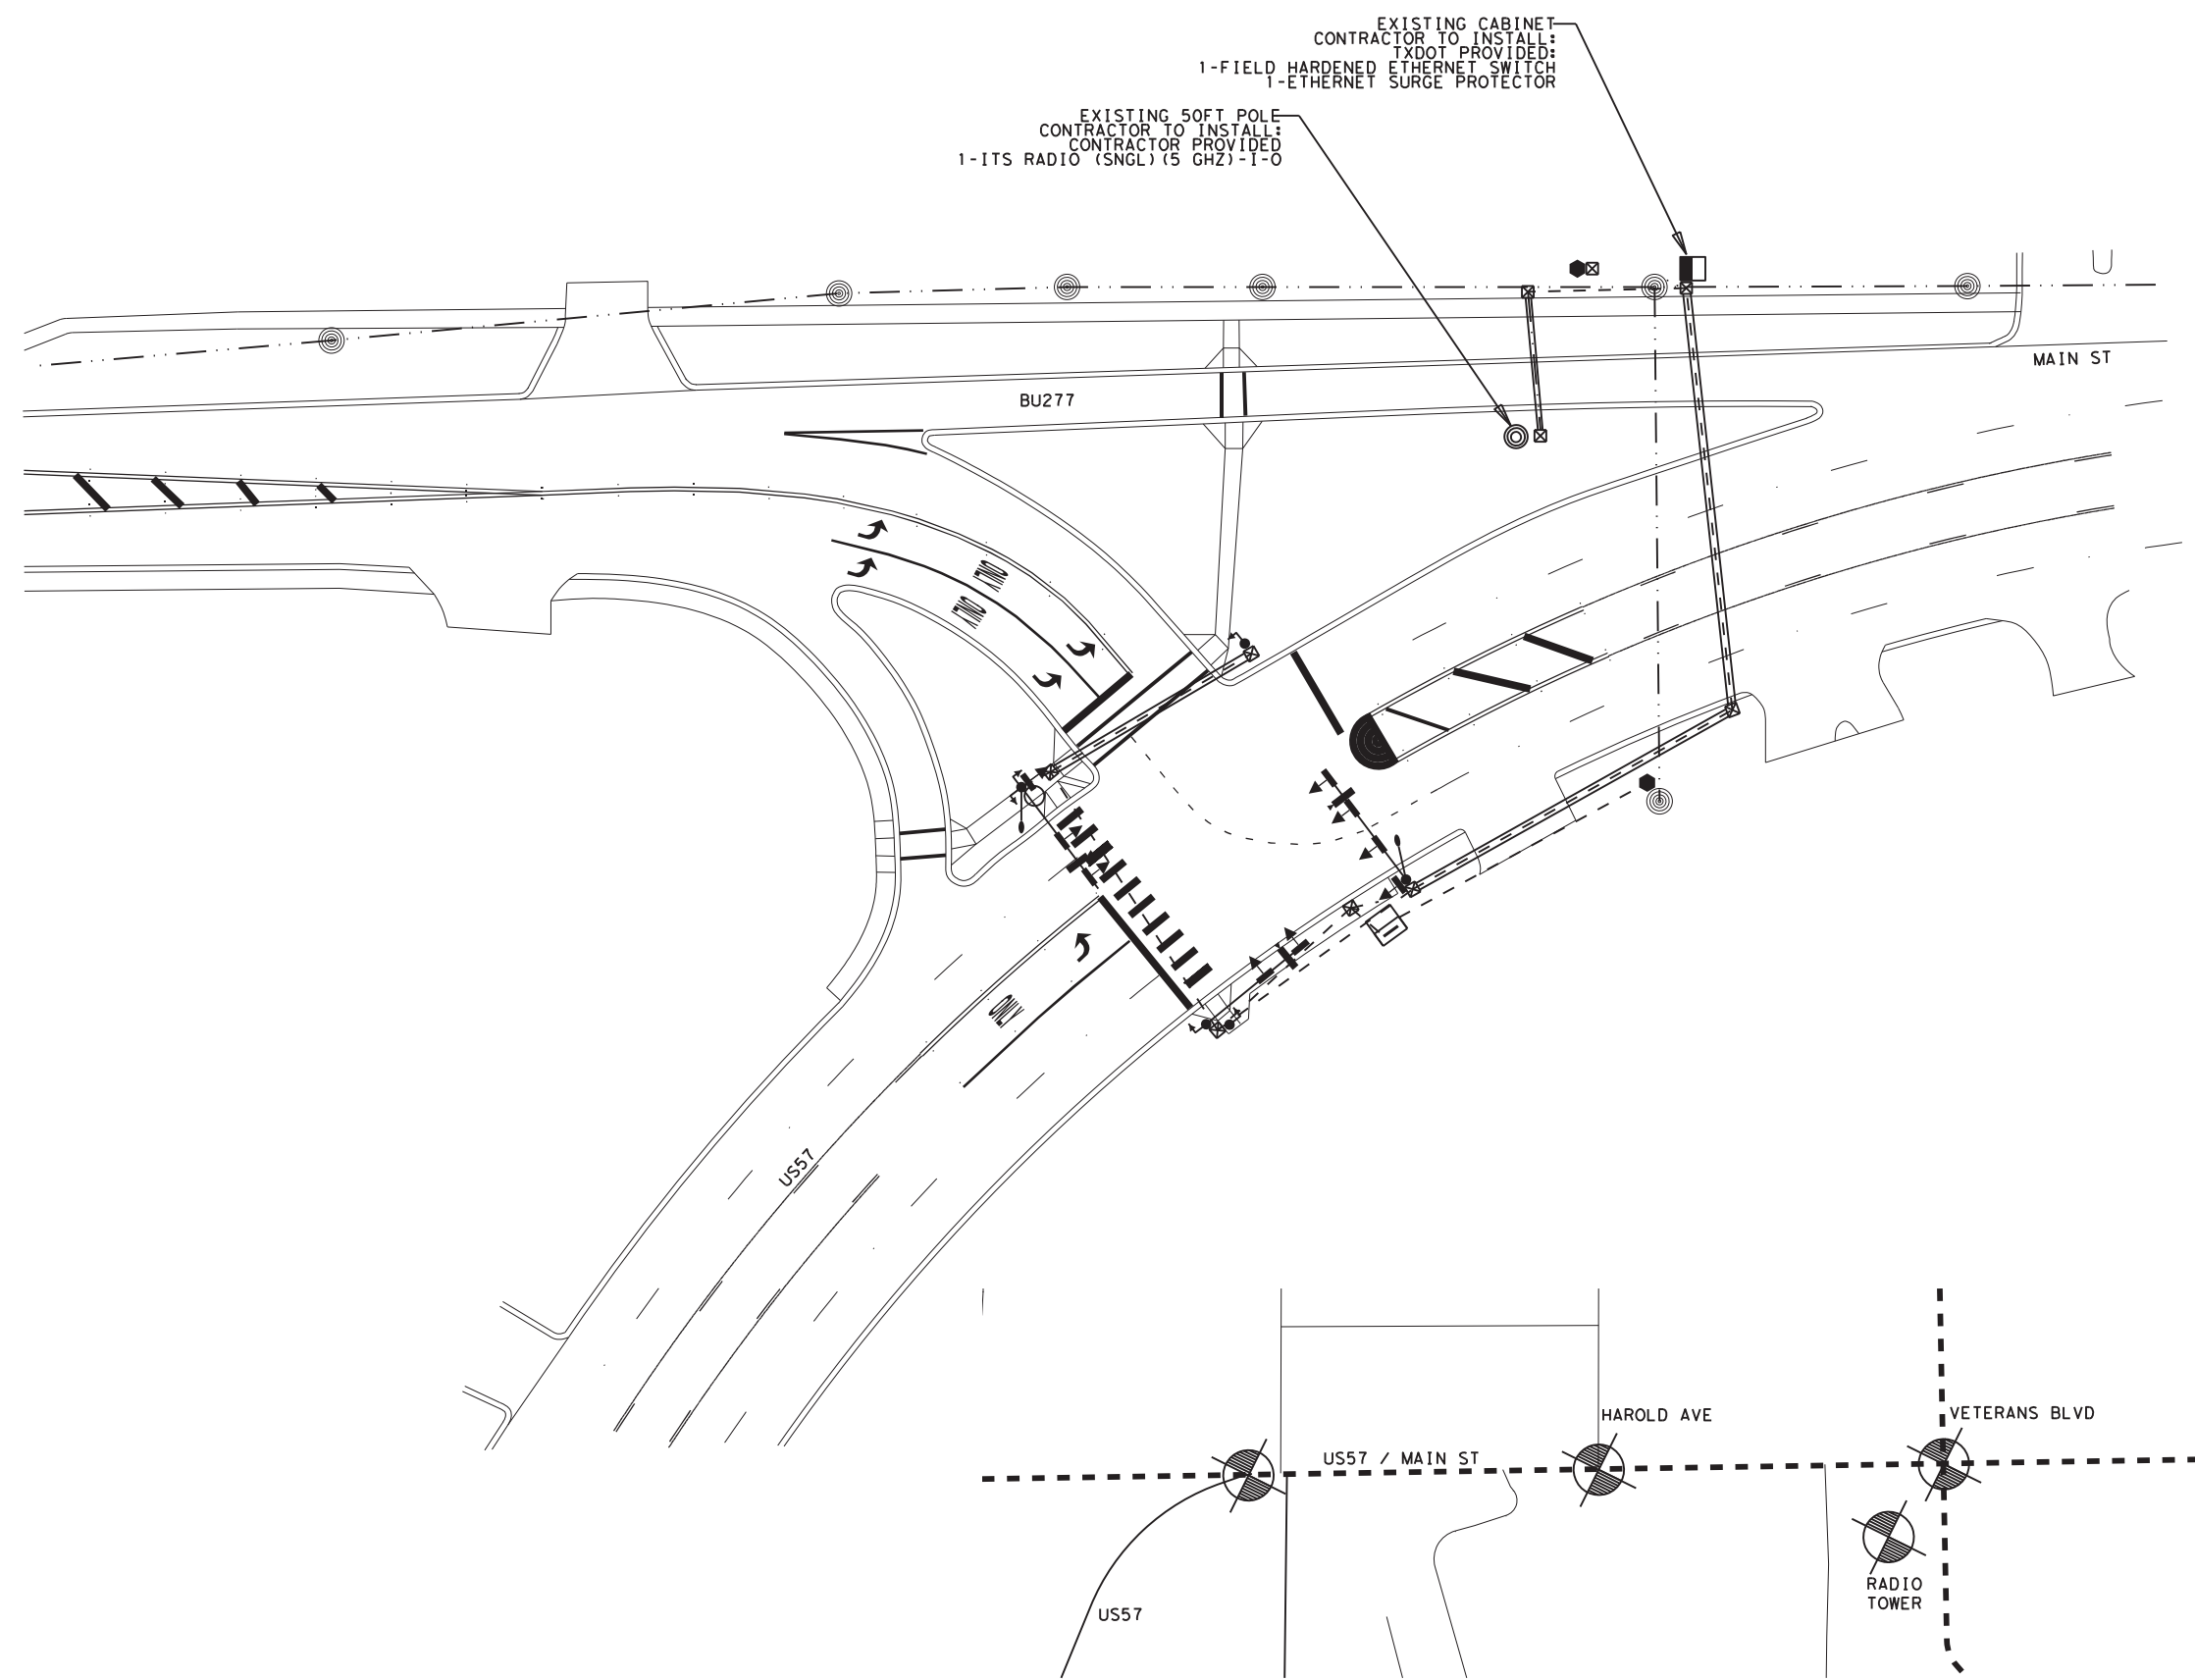 EXISTING CABINET
CONTRACTOR TO INSTALL:
TXDOT PROVIDED:
1-FIELD HARDENED ETHERNET SWITCH
1-ETHERNET SURGE PROTECTOR
EXISTING 50FT POLE
CONTRACTOR TO INSTALL:
CONTRACTOR PROVIDED
1-ITS RADIO (SNGL)(5 GHZ)-I-O
MAIN ST
BU277
ONLY
ONLY
ONLY
US57
HAROLD AVE
VETERANS BLVD
US57 / MAIN ST
RADIO
TOWER
US57